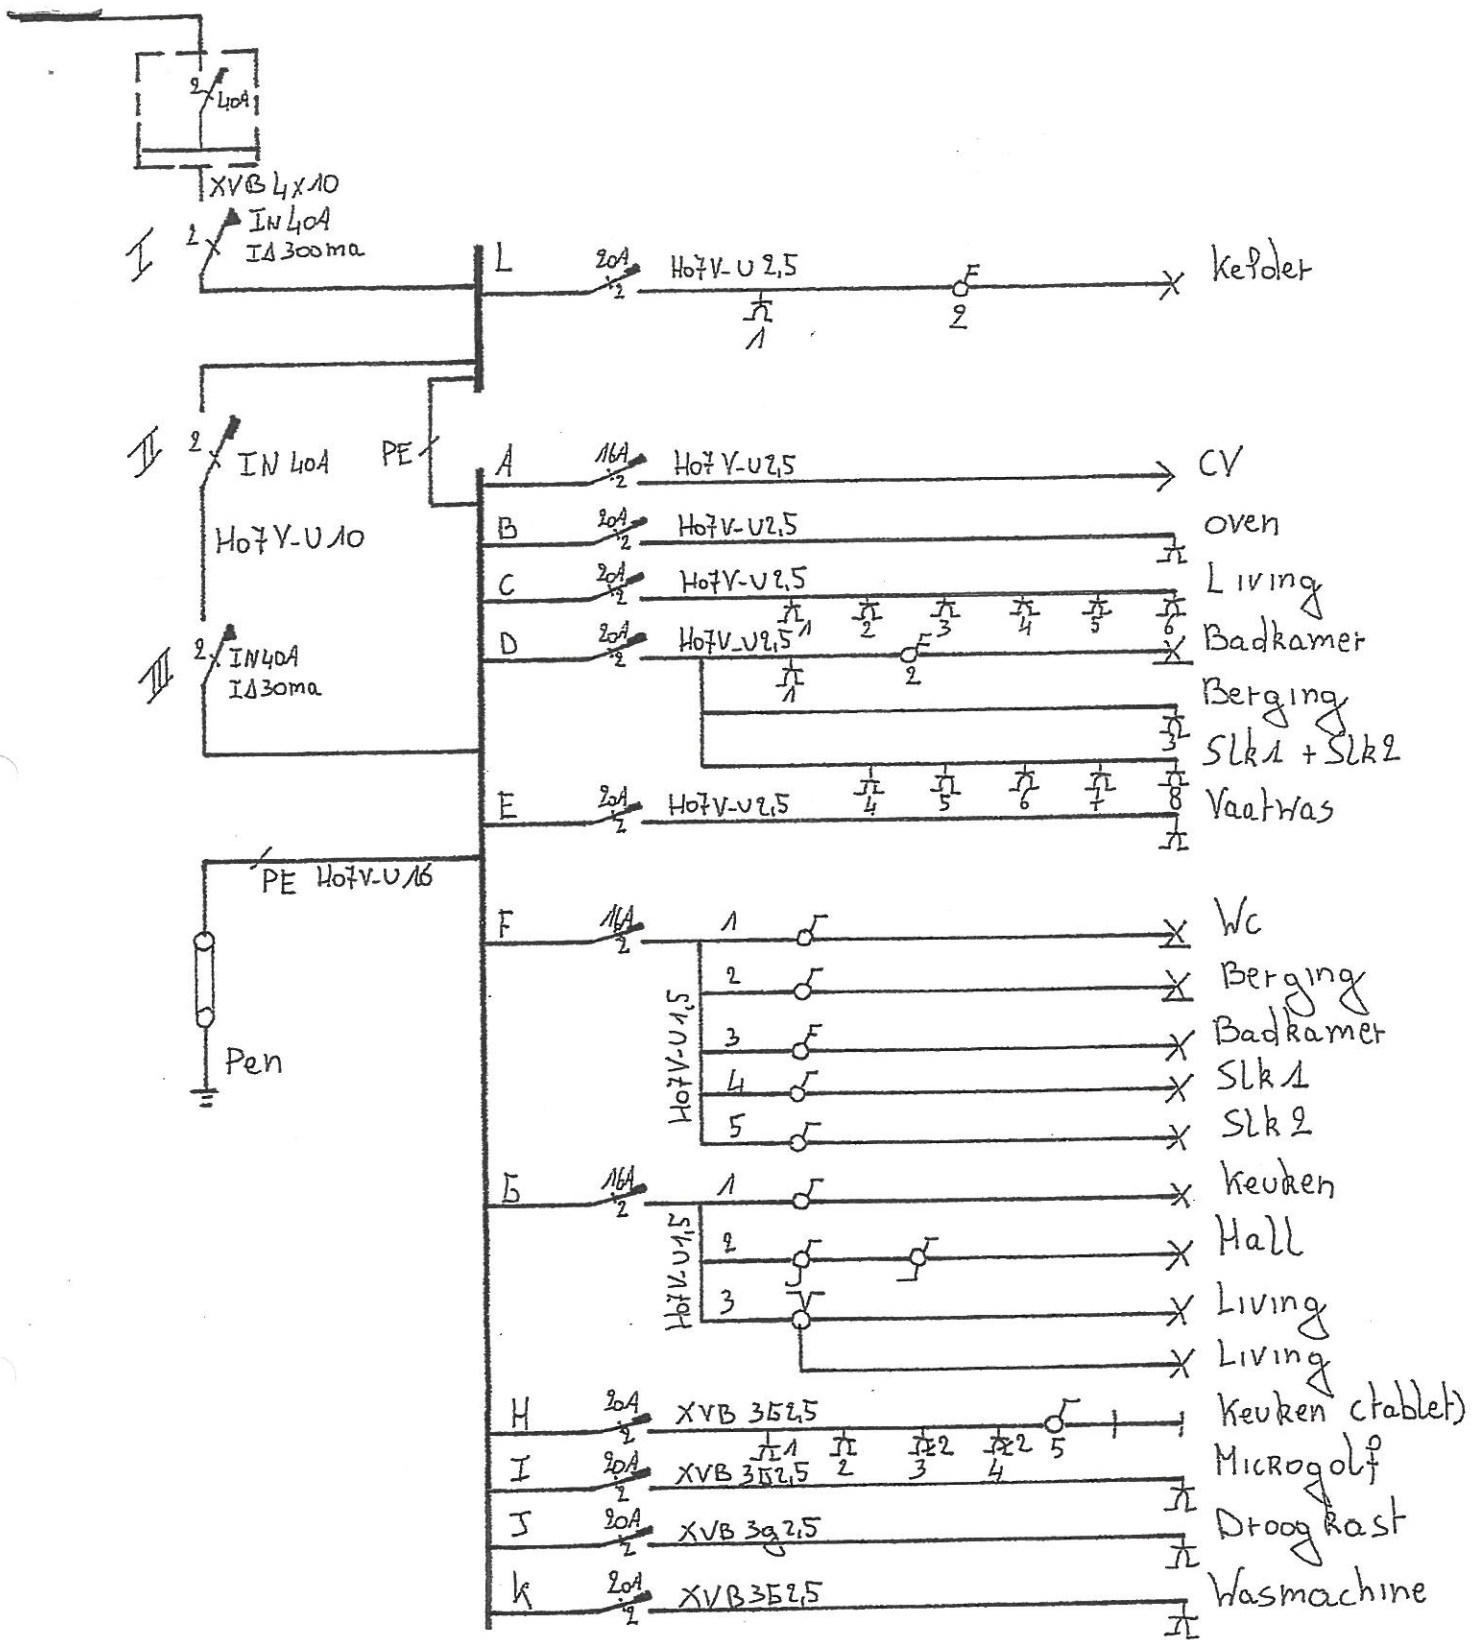 2
40A
XVB 4x10
I
2
IN 40A
IΔ 300ma
L
20A
2
H07V-U 2,5
1
2
Kelder
II
2
IN 40A
PE
H07V-U 10
A
16A
2
H07V-U 2,5
CV
B
20A
2
H07V-U 2,5
oven
C
20A
2
H07V-U 2,5
1 2 3 4 5 6
Living
III
2
IN 40A
IΔ 30ma
D
20A
2
H07V-U 2,5
1
2
Badkamer
3
Berging
4 5 6 7 8
Slk1 + Slk2
E
20A
2
H07V-U 2,5
Vaatwas
PE H07V-U 16
Pen
F
16A
2
H07V-U 1,5
1
Wc
2
Berging
3
Badkamer
4
Slk 1
5
Slk 2
G
16A
2
H07V-U 1,5
1
Keuken
2
Hall
3
Living
Living
H
20A
2
XVB 3G2,5
1 2 3 2 4 2 5
Keuken (tablet)
I
20A
2
XVB 3G2,5
Microgolf
J
20A
2
XVB 3g2,5
Droogkast
K
20A
2
XVB 3G2,5
Wasmachine